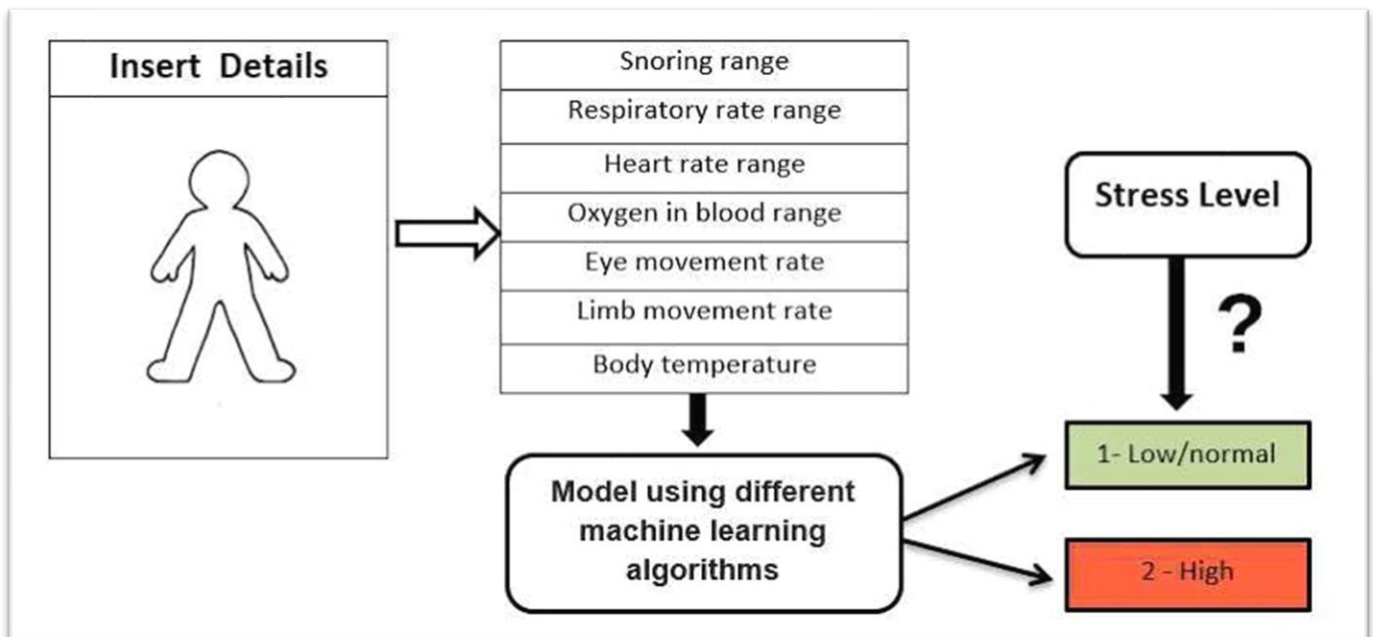 Insert Details
Snoring range
Respiratory rate range
Heart rate range
Oxygen in blood range
Eye movement rate
Limb movement rate
Body temperature
Model using different
machine learning
algorithms
Stress Level
?
1- Low/normal
2 - High